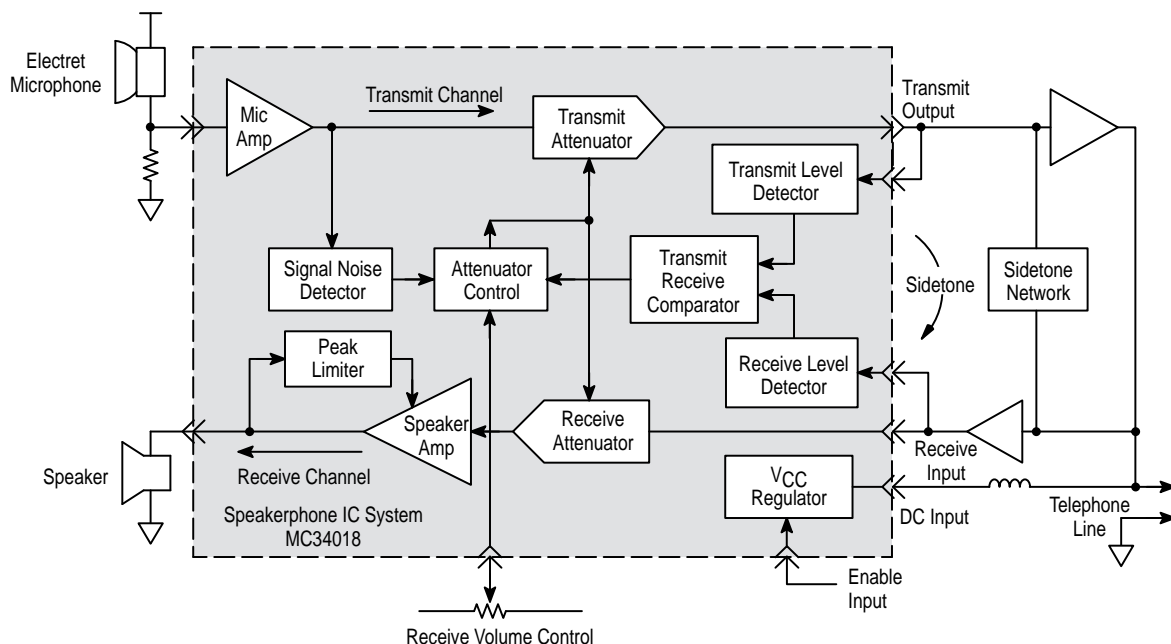 Electret
Microphone
Mic
Amp
Transmit Channel
Transmit
Attenuator
Transmit
Output
Transmit Level
Detector
Signal Noise
Detector
Attenuator
Control
Transmit
Receive
Comparator
Sidetone
Sidetone
Network
Peak
Limiter
Receive Level
Detector
Speaker
Amp
Receive
Attenuator
Receive
Input
Speaker
Receive Channel
VCC
Regulator
DC Input
Telephone
Line
Speakerphone IC System
MC34018
Enable
Input
Receive Volume Control